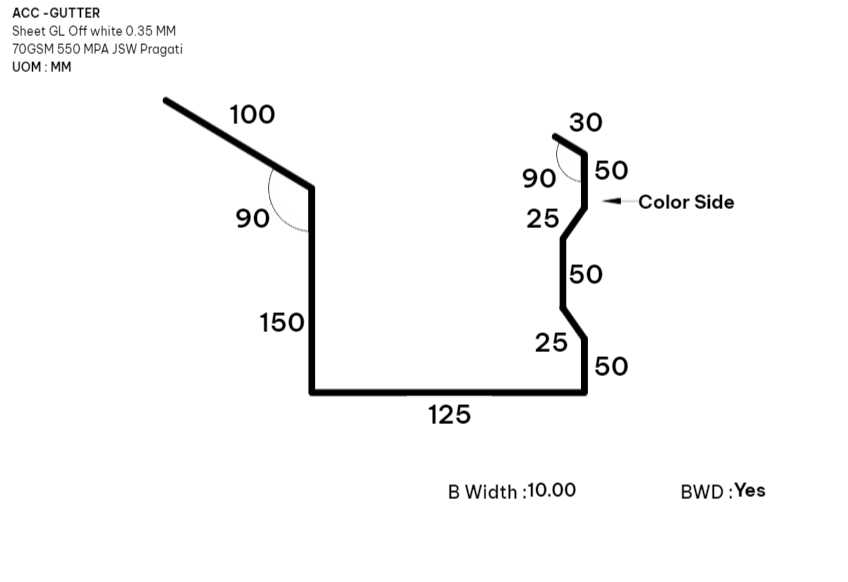 ACC -GUTTER
Sheet GL Off white 0.35 MM
70GSM 550 MPA JSW Pragati
UOM : MM
100
30
50
90
Color Side
90
25
50
150
25
50
125
B Width :10.00
BWD :Yes